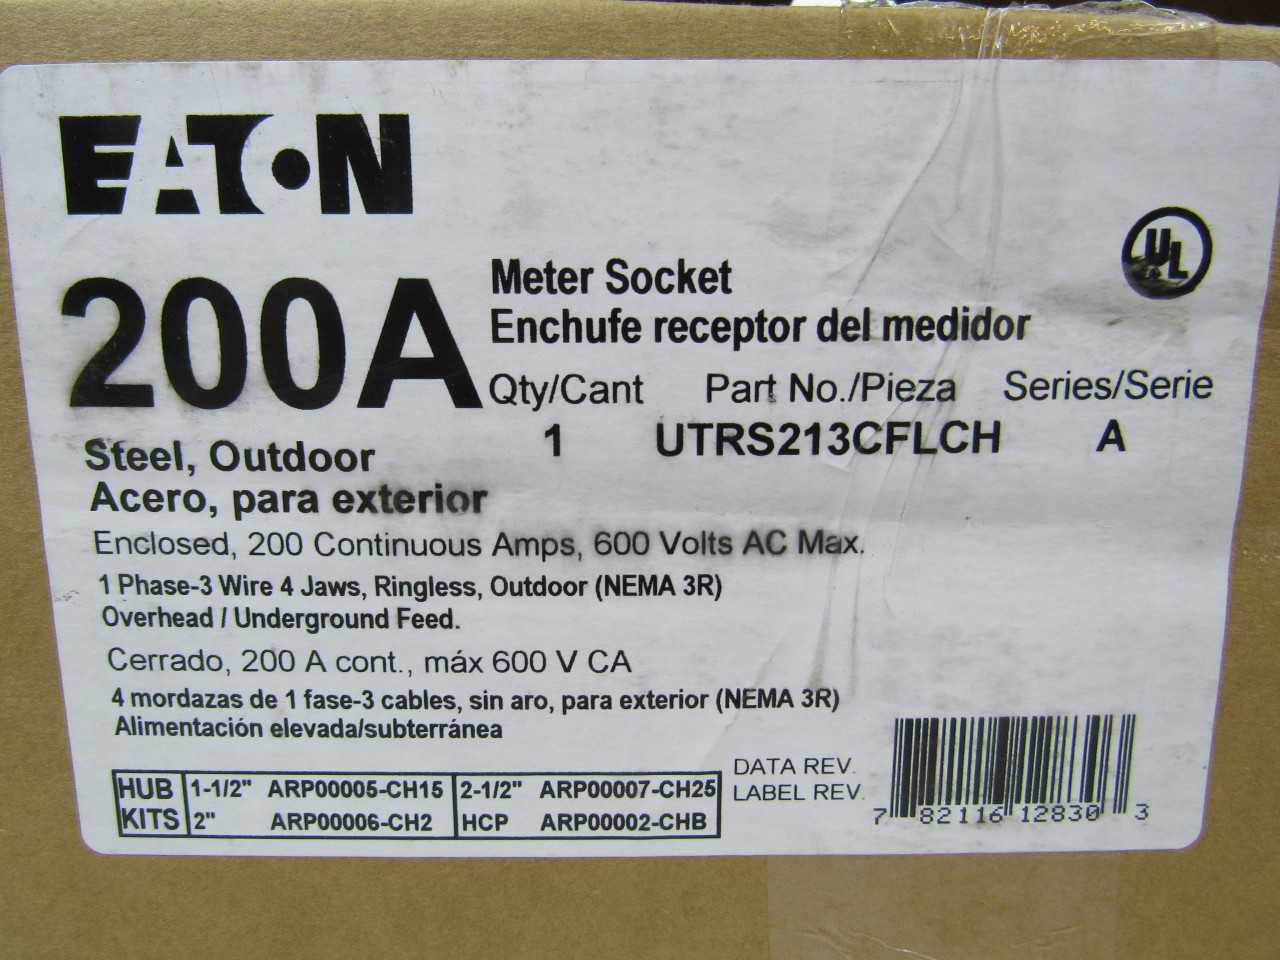 EATON
UL
200A
Meter Socket
Enchufe receptor del medidor
Qty/Cant Part No./Pieza Series/Serie
1 UTRS213CFLCH A
Steel, Outdoor
Acero, para exterior
Enclosed, 200 Continuous Amps, 600 Volts AC Max.
1 Phase-3 Wire 4 Jaws, Ringless, Outdoor (NEMA 3R)
Overhead / Underground Feed.
Cerrado, 200 A cont., máx 600 V CA
4 mordazas de 1 fase-3 cables, sin aro, para exterior (NEMA 3R)
Alimentación elevada/subterránea
HUB KITS
1-1/2" ARP00005-CH15 2-1/2" ARP00007-CH25
2" ARP00006-CH2 HCP ARP00002-CHB
DATA REV.
LABEL REV.
7 82116 12830 3